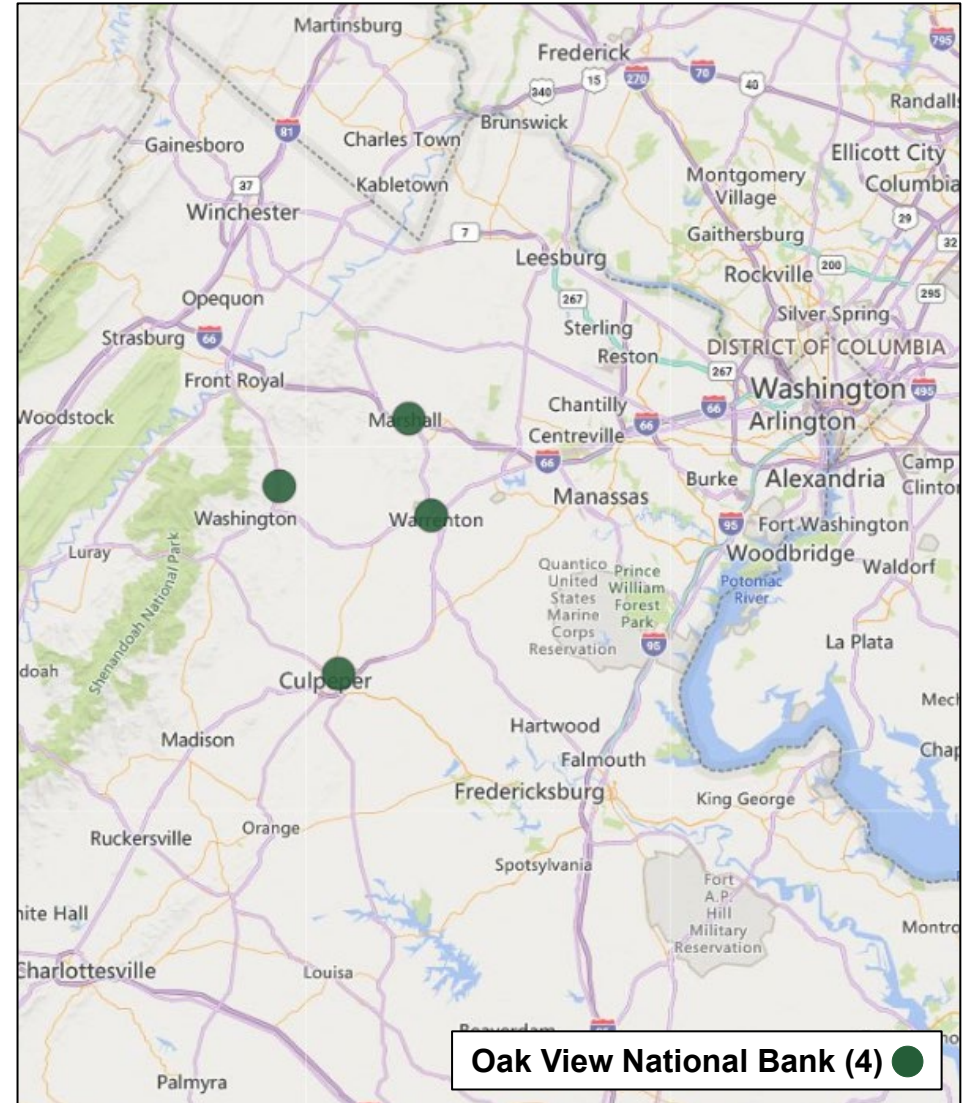 Martinsburg
Frederick
795
15
270
70
340
40
Randalls
Brunswick
81
Gainesboro
Charles Town
Ellicott City
Montgomery
Village
Columbia
37
Kabletown
Winchester
29
7
Gaithersburg
32
Leesburg
Rockville
200
Opequon
267
295
Silver Spring
Strasburg
66
Sterling
Reston
DISTRICT OF COLUMBIA
267
Front Royal
Washington
495
Woodstock
Marshall
Chantilly
66
Arlington
Centreville
66
66
Camp
Clinton
Burke
Alexandria
Manassas
Washington
Warrenton
95
Fort Washington
Luray
Woodbridge
Waldorf
Quantico
United
States
Marine
Corps
Reservation
Prince
William
Forest
Park
Potomac
River
Shenandoah National Park
95
La Plata
doah
Culpeper
Mech
Hartwood
Madison
Falmouth
Chap
Fredericksburg
King George
Orange
Ruckersville
Spotsylvania
Fort
A.P.
Hill
Military
Reservation
hite Hall
Montro
Charlottesville
Louisa
Beaverdam
95
Oak View National Bank (4)
Palmyra